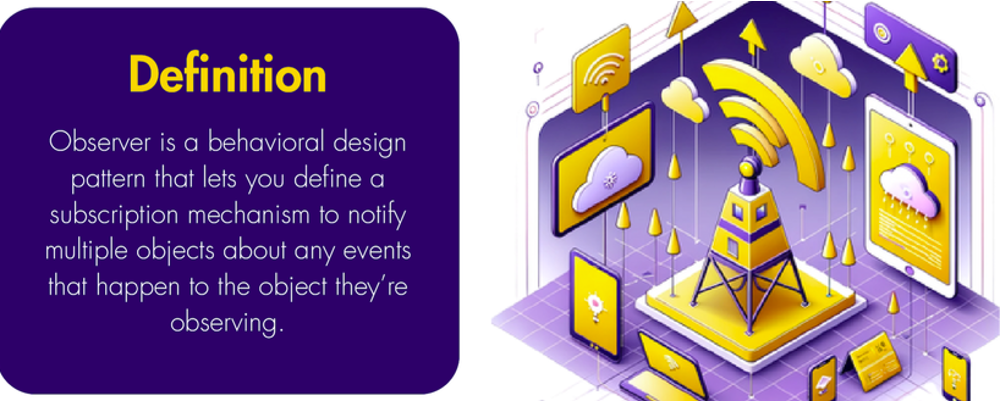 Definition
Observer is a behavioral design
pattern that lets you define a
subscription mechanism to notify
multiple objects about any events
that happen to the object they’re
observing.